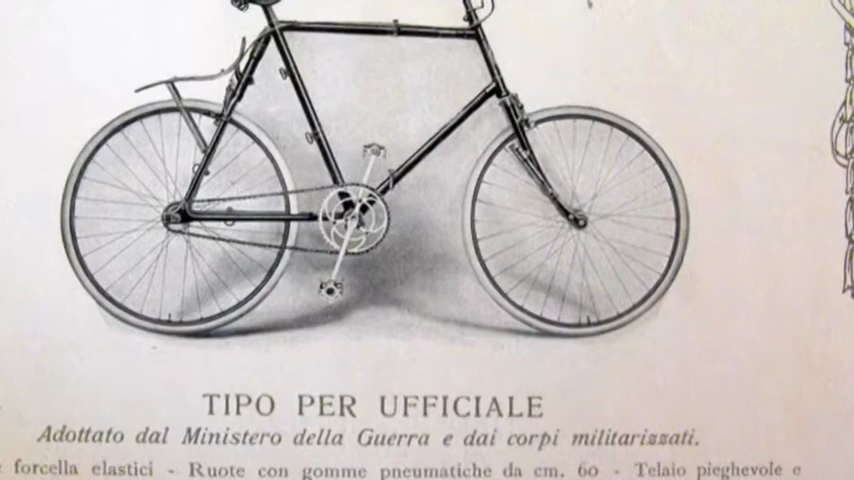 TIPO PER UFFICIALE
Adottato dal Ministero della Guerra e dai corpi militarizzati.
forcella elastici - Ruote con gomme pneumatiche da cm. 60 - Telaio pieghevole e